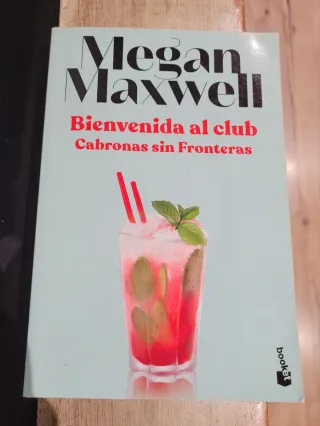 Megan
Maxwell
Bienvenida al club
Cabronas sin Fronteras
booket